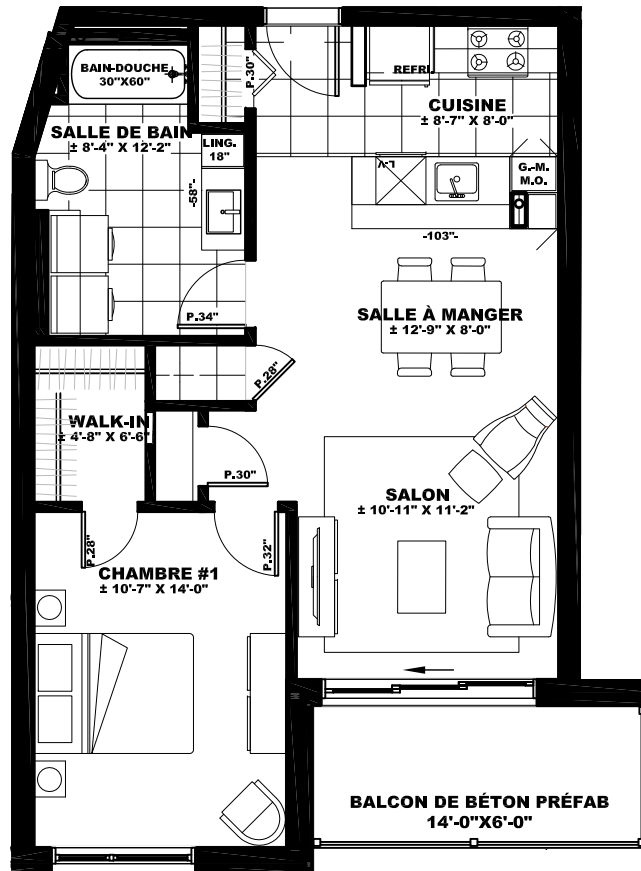 BAIN-DOUCHE
30"X60"
P.30"
REFRI.
CUISINE
± 8'-7" X 8'-0"
SALLE DE BAIN
± 8'-4" X 12'-2"
LING.
18"
L-V
G.-M.
M.O.
-58"-
-103"-
P.34"
SALLE À MANGER
± 12'-9" X 8'-0"
P.28"
WALK-IN
± 4'-8" X 6'-6"
P.30"
SALON
± 10'-11" X 11'-2"
P.28"
P.32"
CHAMBRE #1
± 10'-7" X 14'-0"
BALCON DE BÉTON PRÉFAB
14'-0"X6'-0"